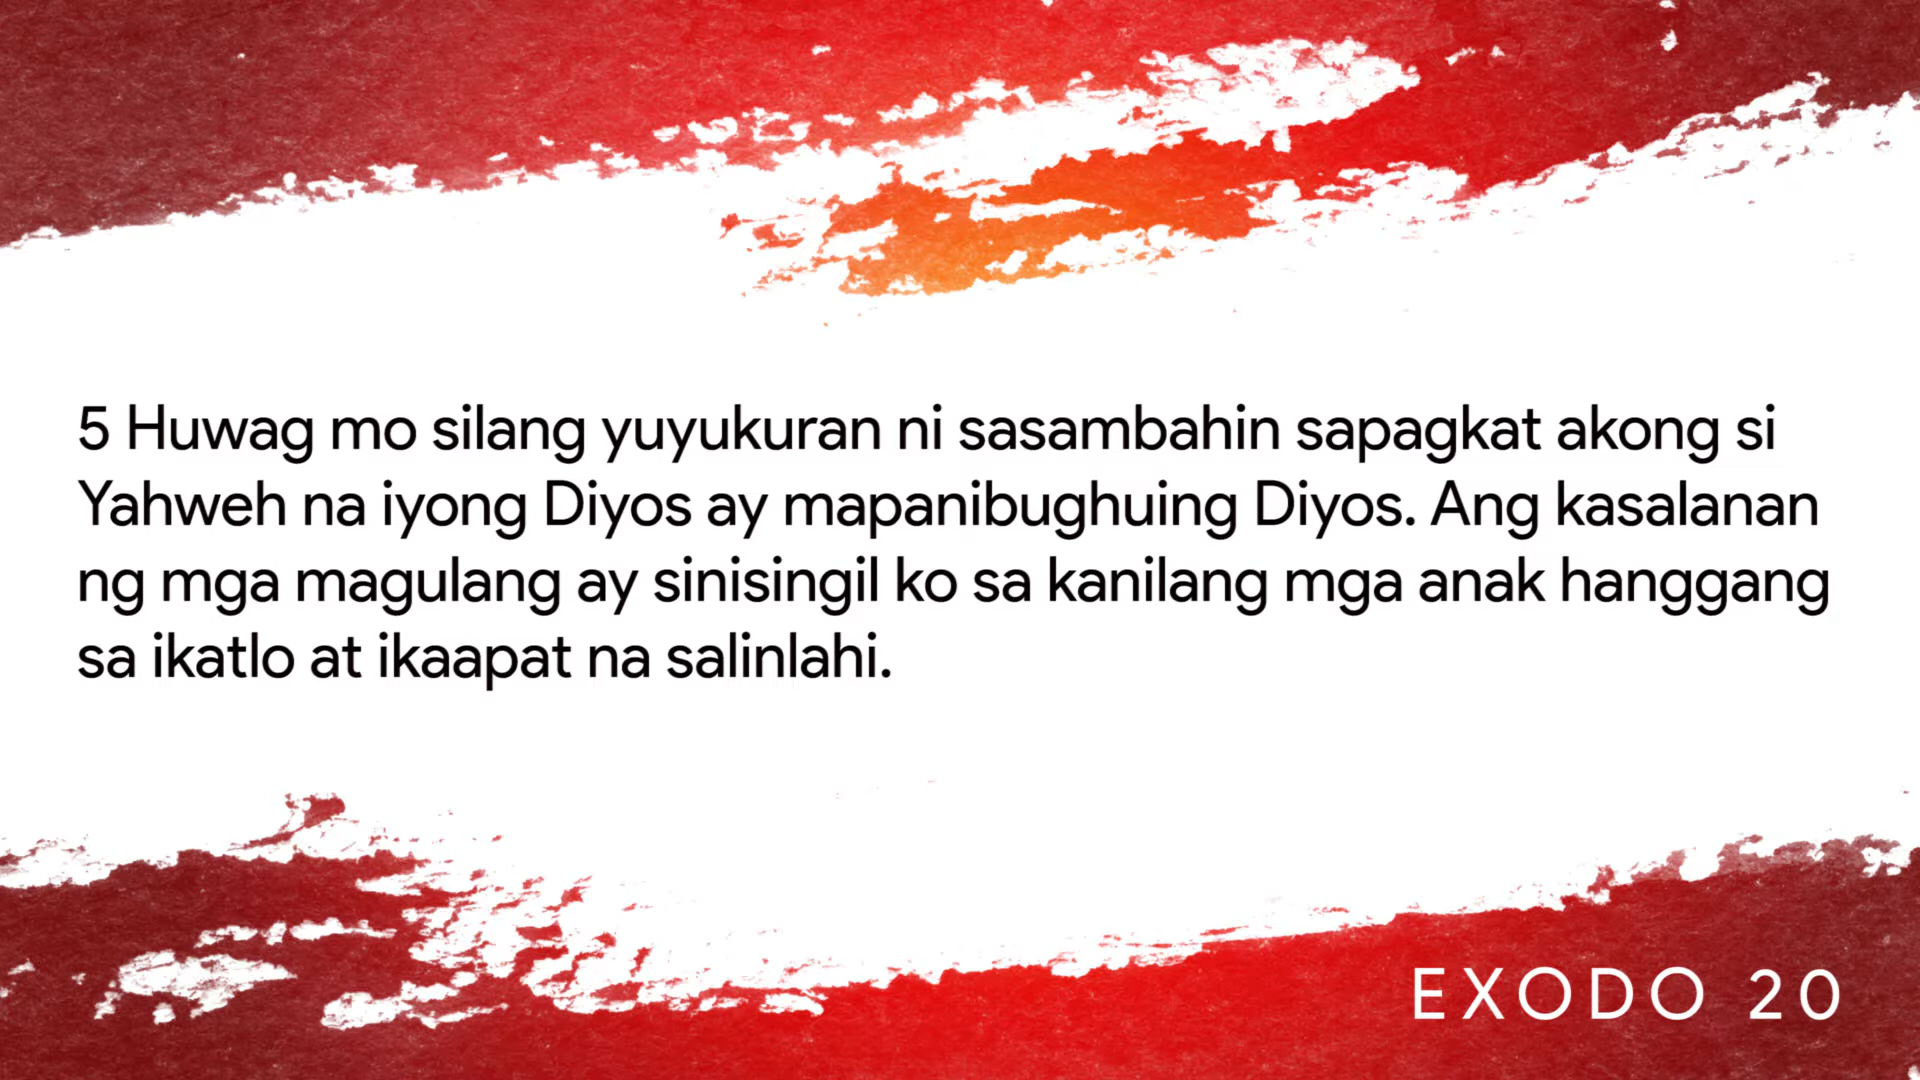 5 Huwag mo silang yuyukuran ni sasambahin sapagkat akong si
Yahweh na iyong Diyos ay mapanibughuing Diyos. Ang kasalanan
ng mga magulang ay sinisingil ko sa kanilang mga anak hanggang
sa ikatlo at ikaapat na salinlahi.
EXODO 20